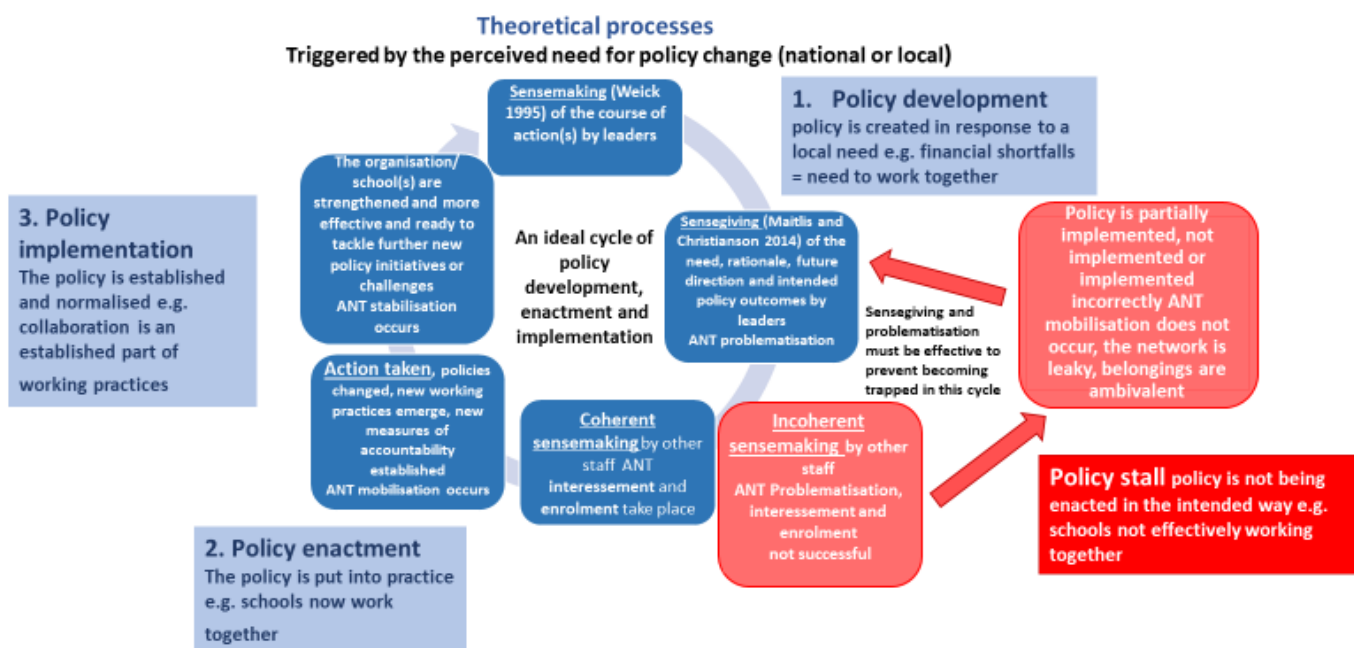 Theoretical processes
Triggered by the perceived need for policy change (national or local)
Sensemaking (Weick
1995) of the course of
action(s) by leaders
1. Policy development
policy is created in response to a
local need e.g. financial shortfalls
= need to work together
The organisation/
school(s) are
strengthened and more
effective and ready to
tackle further new
policy initiatives or
challenges
ANT stabilisation
occurs
3. Policy
implementation
The policy is established
and normalised e.g.
collaboration is an
established part of
working practices
An ideal cycle of
policy
development,
enactment and
implementation
Sensegiving (Maitlis and
Christianson 2014) of the
need, rationale, future
direction and intended
policy outcomes by
leaders
ANT problematisation
Policy is partially
implemented, not
implemented or
implemented
incorrectly ANT
mobilisation does not
occur, the network is
leaky, belongings are
ambivalent
Sensegiving and
problematisation
must be effective to
prevent becoming
trapped in this cycle
Action taken, policies
changed, new working
practices emerge, new
measures of
accountability
established
ANT mobilisation occurs
Coherent
sensemaking by other
staff ANT
interessement and
enrolment take place
Incoherent
sensemaking by other
staff
ANT Problematisation,
interessement and
enrolment
not successful
Policy stall policy is not being
enacted in the intended way e.g.
schools not effectively working
together
2. Policy enactment
The policy is put into practice
e.g. schools now work
together